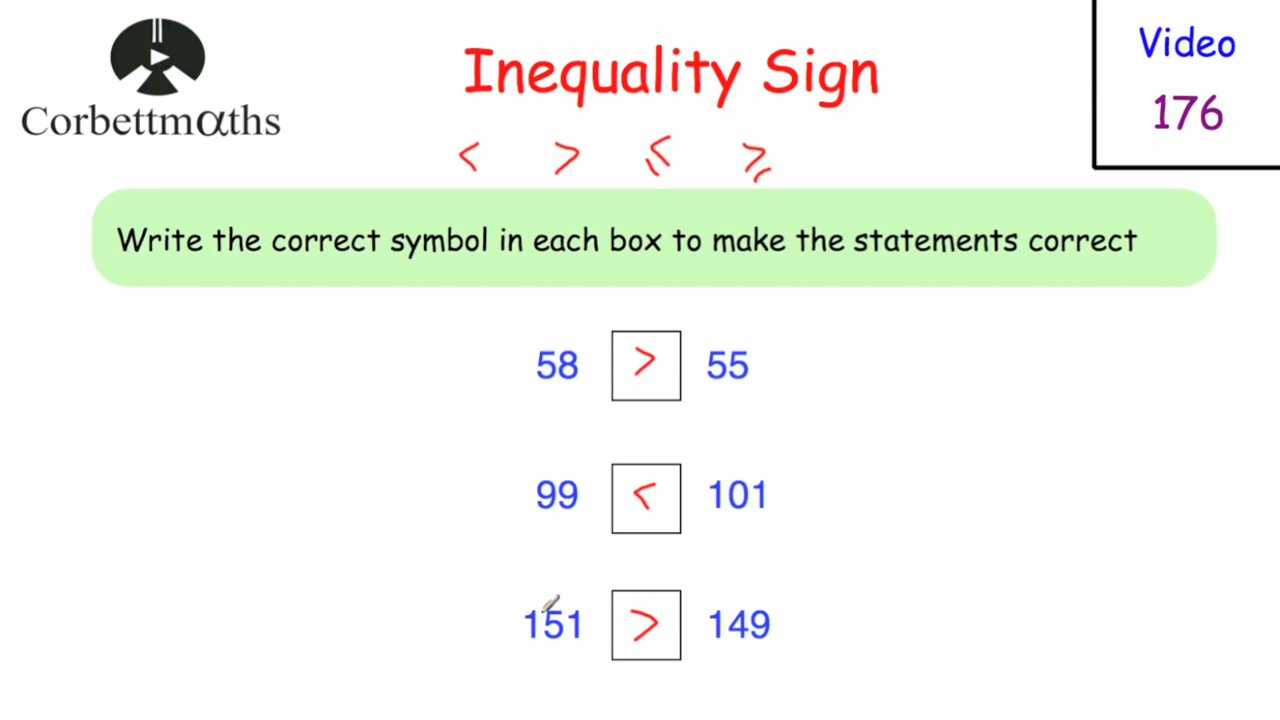 Corbettmαths
Inequality Sign
Video
176
< > ≤ ≥
Write the correct symbol in each box to make the statements correct
58 > 55
99 < 101
151 > 149